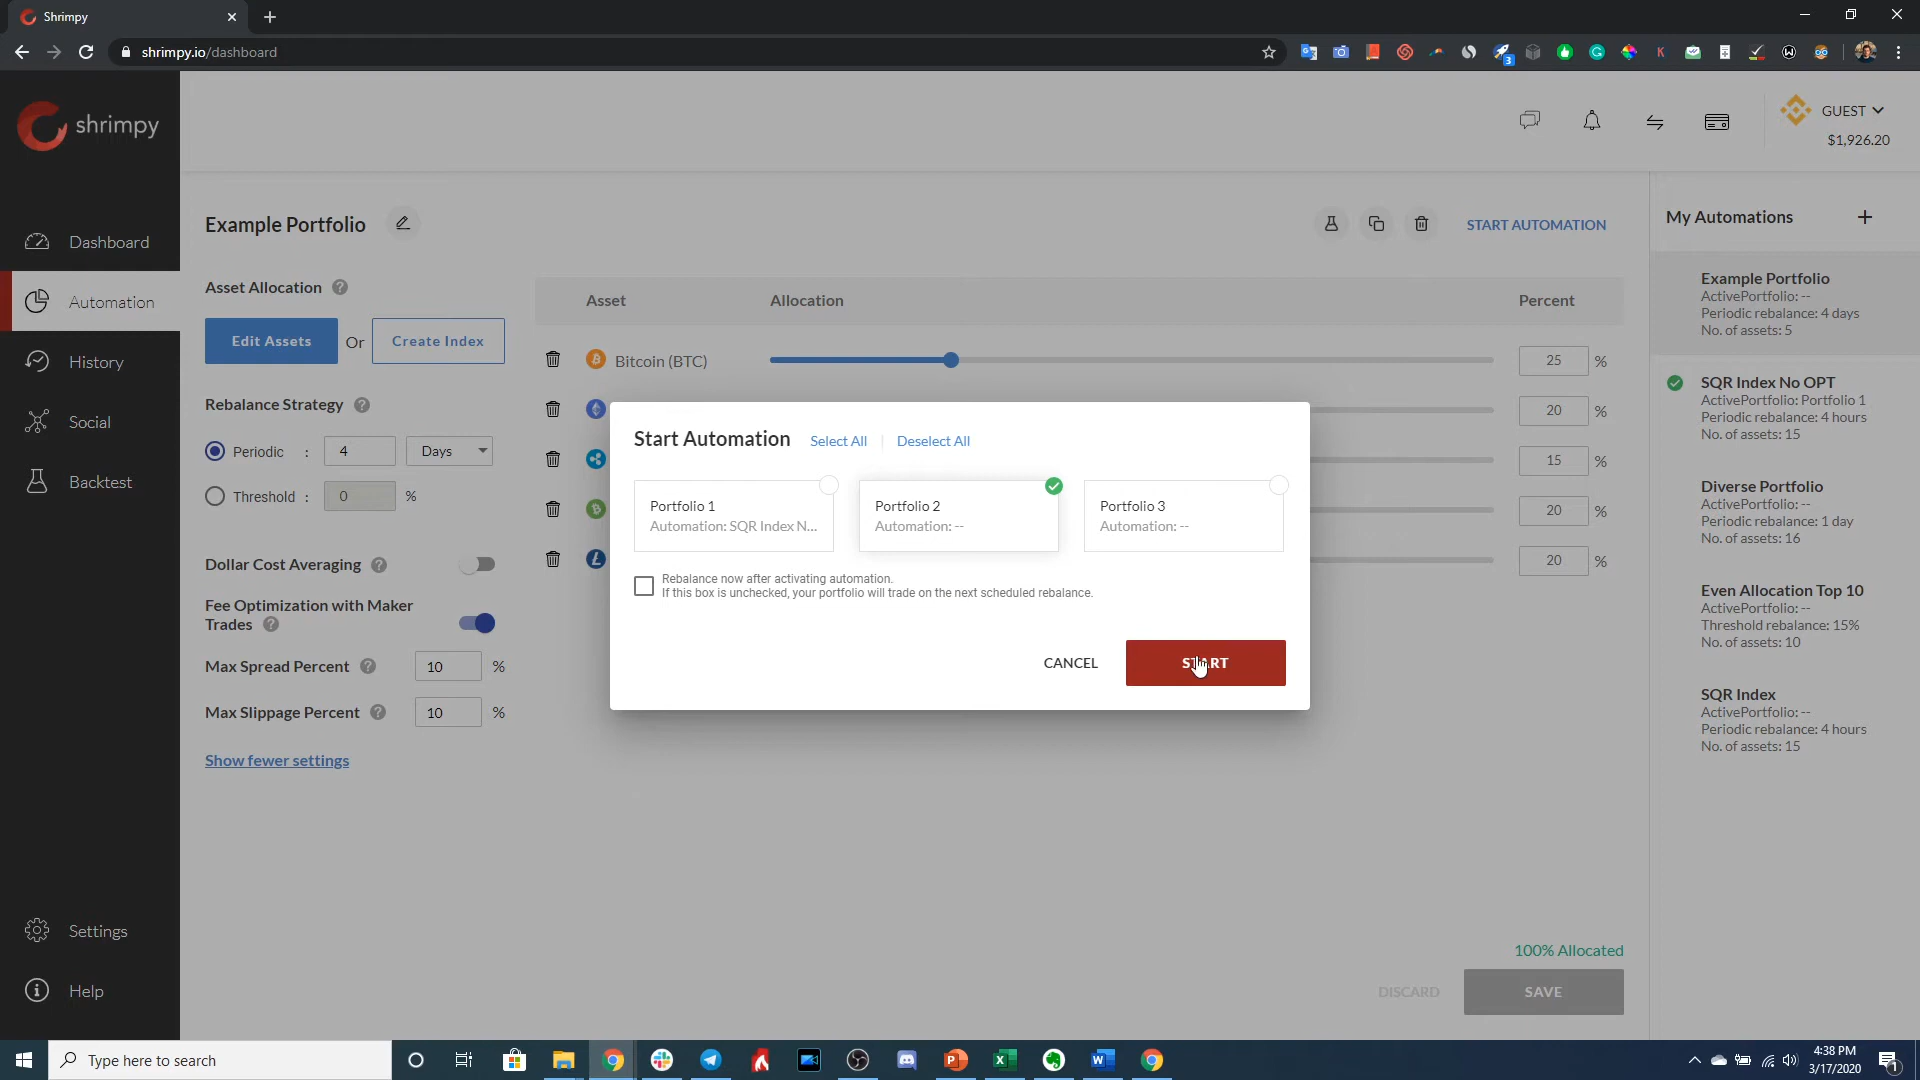 Shrimpy
shrimpy.io/dashboard
3
shrimpy
GUEST
$1,926.20
Dashboard
Automation
History
Social
Backtest
Settings
Help
Example Portfolio
START AUTOMATION
Asset Allocation ?
Edit Assets Or Create Index
Rebalance Strategy ?
Periodic : 4 Days
Threshold : 0 %
Dollar Cost Averaging ?
Fee Optimization with Maker
Trades ?
Max Spread Percent ? 10 %
Max Slippage Percent ? 10 %
Show fewer settings
Asset Allocation Percent
Bitcoin (BTC) 25 %
20 %
15 %
20 %
20 %
Start Automation Select All Deselect All
Portfolio 1
Automation: SQR Index N...
Portfolio 2
Automation: --
Portfolio 3
Automation: --
Rebalance now after activating automation.
If this box is unchecked, your portfolio will trade on the next scheduled rebalance.
CANCEL START
100% Allocated
DISCARD SAVE
My Automations +
Example Portfolio
ActivePortfolio: --
Periodic rebalance: 4 days
No. of assets: 5
SQR Index No OPT
ActivePortfolio: Portfolio 1
Periodic rebalance: 4 hours
No. of assets: 15
Diverse Portfolio
ActivePortfolio: --
Periodic rebalance: 1 day
No. of assets: 16
Even Allocation Top 10
ActivePortfolio: --
Threshold rebalance: 15%
No. of assets: 10
SQR Index
ActivePortfolio: --
Periodic rebalance: 4 hours
No. of assets: 15
Type here to search
4:38 PM
3/17/2020
1